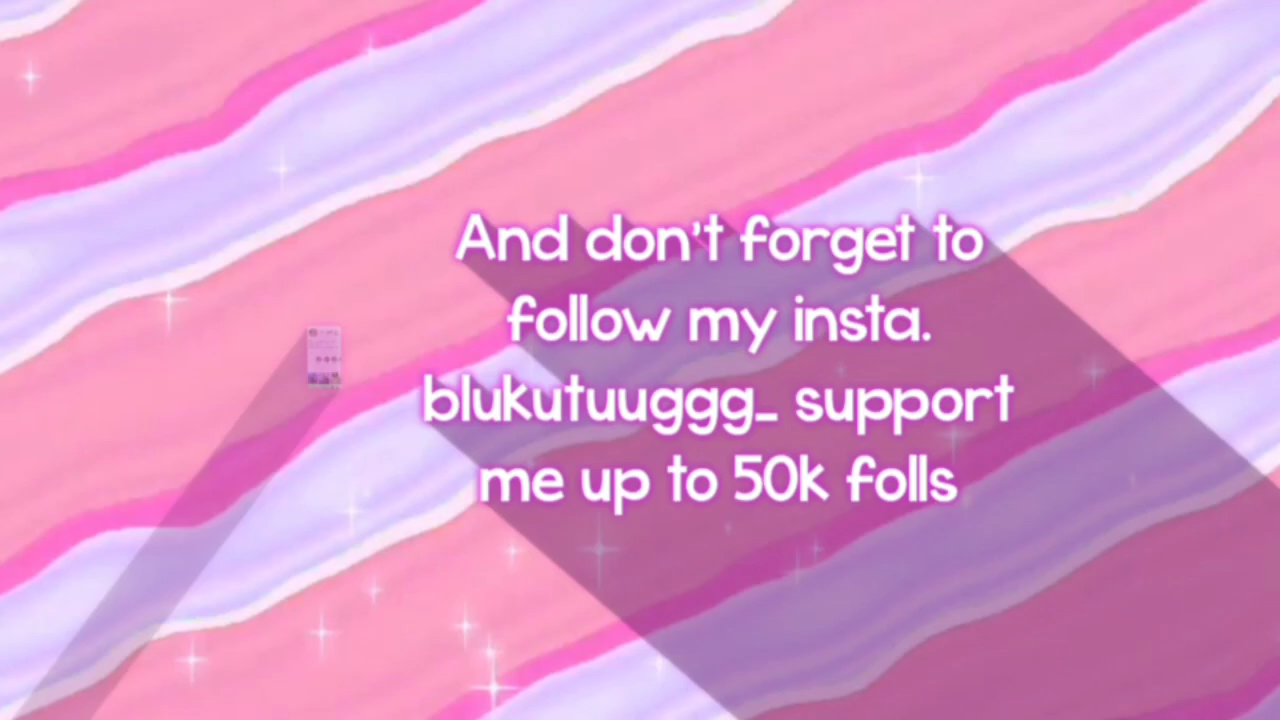 And don't forget to
follow my insta.
blukutuuggg_ support
me up to 50k folls